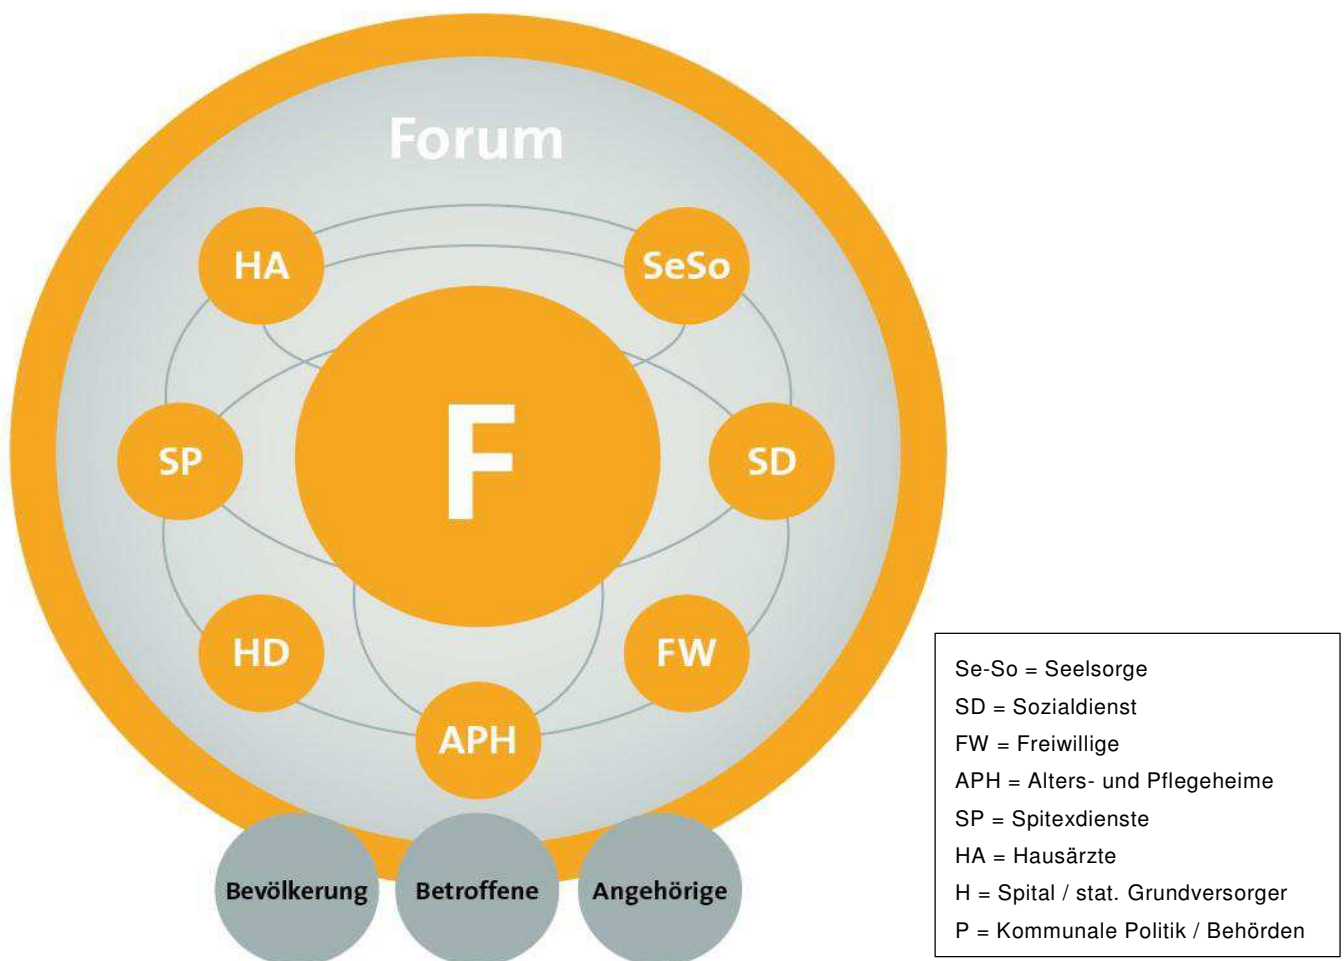 Forum
HA
SeSo
F
SP
SD
HD
FW
APH
Bevölkerung
Betroffene
Angehörige
Se-So = Seelsorge
SD = Sozialdienst
FW = Freiwillige
APH = Alters- und Pflegeheime
SP = Spitexdienste
HA = Hausärzte
H = Spital / stat. Grundversorger
P = Kommunale Politik / Behörden